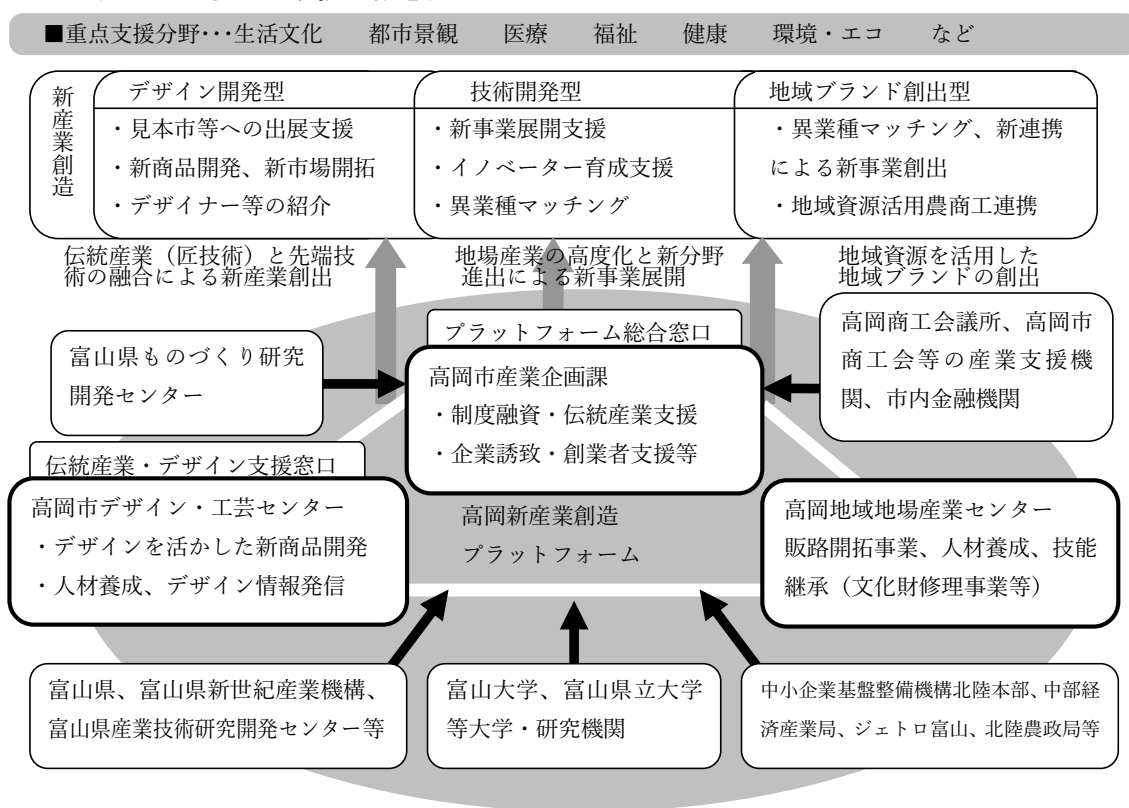 ■重点支援分野･･･生活文化　都市景観　医療　福祉　健康　環境・エコ　など
新産業創造
デザイン開発型
・見本市等への出展支援
・新商品開発、新市場開拓
・デザイナー等の紹介
技術開発型
・新事業展開支援
・イノベーター育成支援
・異業種マッチング
地域ブランド創出型
・異業種マッチング、新連携
による新事業創出
・地域資源活用農商工連携
伝統産業（匠技術）と先端技
術の融合による新産業創出
地場産業の高度化と新分野
進出による新事業展開
地域資源を活用した
地域ブランドの創出
富山県ものづくり研究
開発センター
プラットフォーム総合窓口
高岡市産業企画課
・制度融資・伝統産業支援
・企業誘致・創業者支援等
高岡商工会議所、高岡市
商工会等の産業支援機
関、市内金融機関
伝統産業・デザイン支援窓口
高岡市デザイン・工芸センター
・デザインを活かした新商品開発
・人材養成、デザイン情報発信
高岡新産業創造
プラットフォーム
高岡地域地場産業センター
販路開拓事業、人材養成、技能
継承（文化財修理事業等）
富山県、富山県新世紀産業機構、
富山県産業技術研究開発センター等
富山大学、富山県立大学
等大学・研究機関
中小企業基盤整備機構北陸本部、中部経
済産業局、ジェトロ富山、北陸農政局等